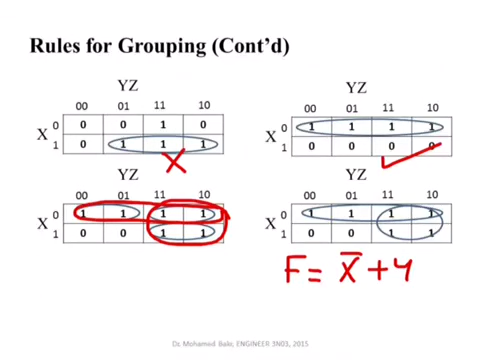 Rules for Grouping (Cont'd)
YZ
00 01 11 10
X 0 0 0 1 0
1 0 1 1 1
YZ
00 01 11 10
X 0 1 1 1 1
1 0 0 0 0
YZ
00 01 11 10
X 0 1 1 1 1
1 0 0 1 1
YZ
00 01 11 10
X 0 1 1 1 1
1 0 0 1 1
F = X̅ + Y
Dr. Mohamed Bakr, ENGINEER 3N03, 2015